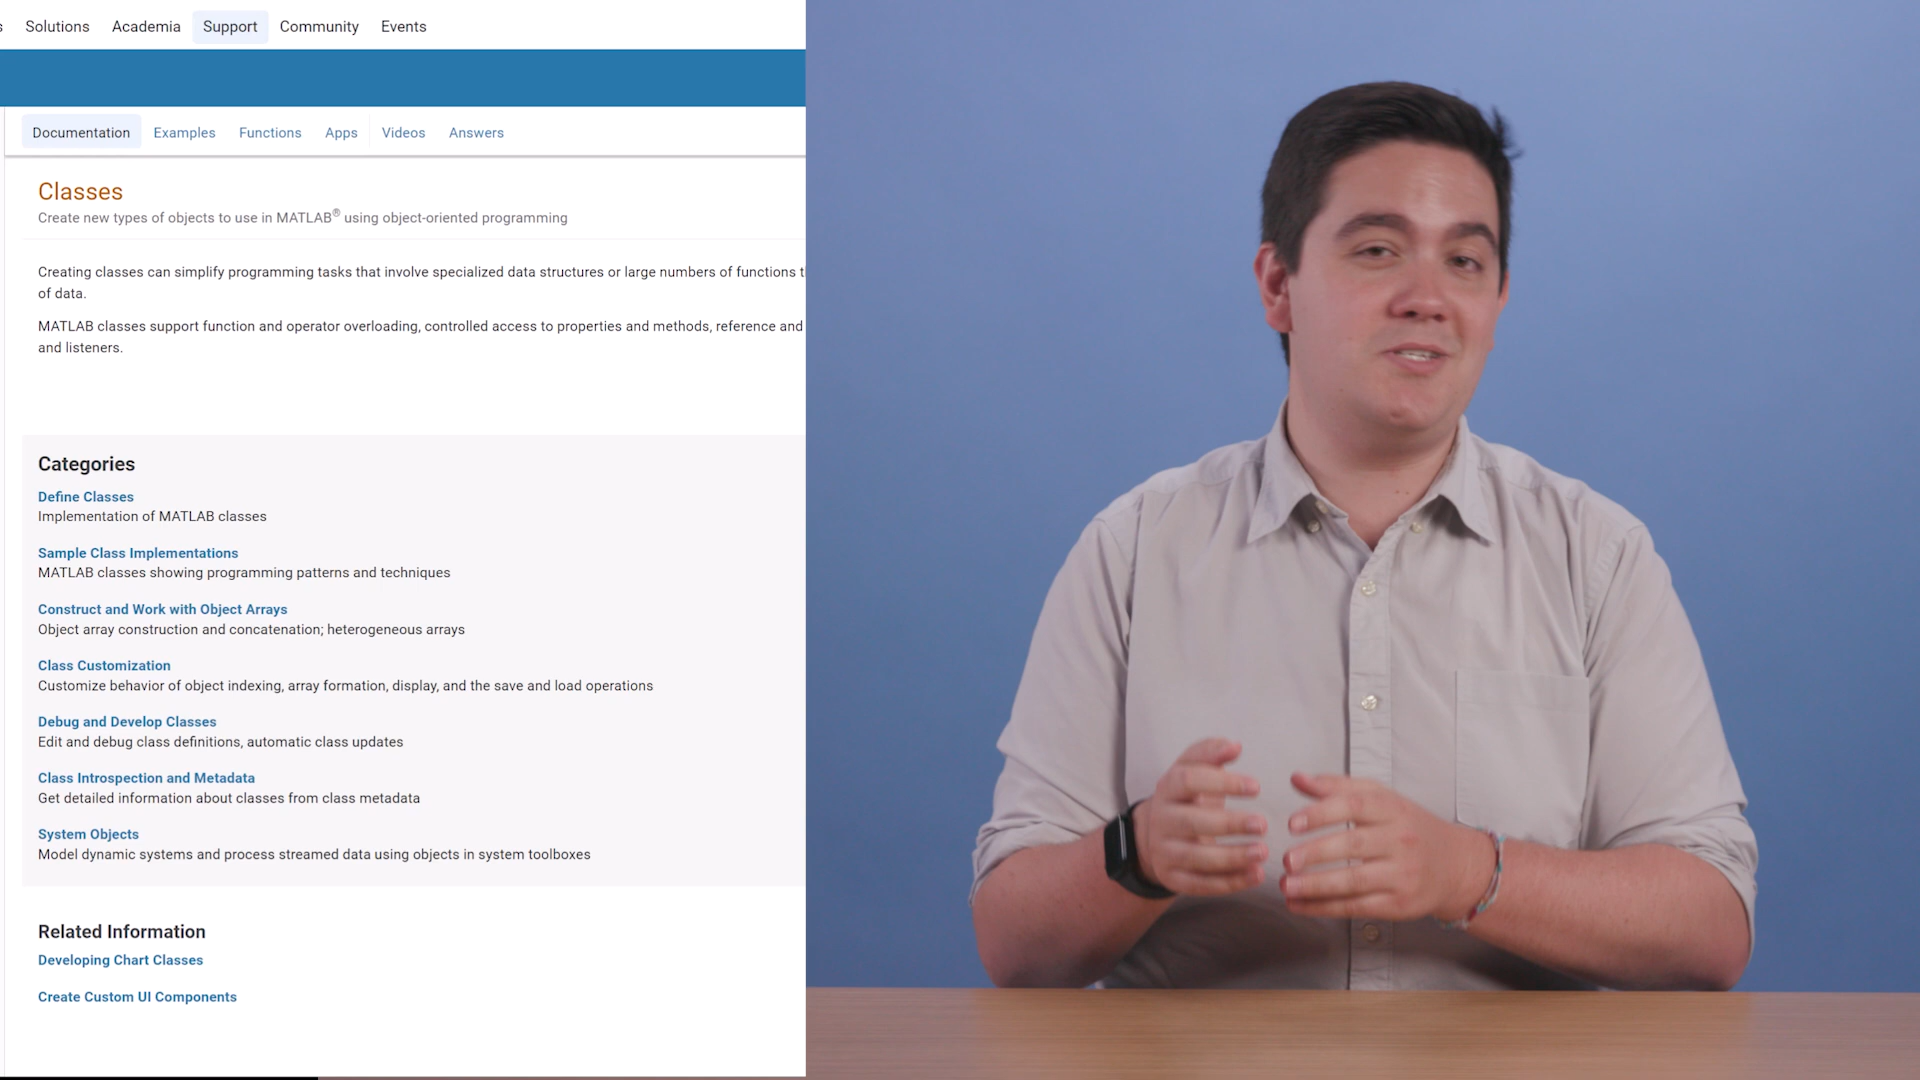 Solutions Academia Support Community Events
Documentation Examples Functions Apps Videos Answers
Classes
Create new types of objects to use in MATLAB® using object-oriented programming
Creating classes can simplify programming tasks that involve specialized data structures or large numbers of functions
of data.
MATLAB classes support function and operator overloading, controlled access to properties and methods, reference and
and listeners.
Categories
Define Classes
Implementation of MATLAB classes
Sample Class Implementations
MATLAB classes showing programming patterns and techniques
Construct and Work with Object Arrays
Object array construction and concatenation; heterogeneous arrays
Class Customization
Customize behavior of object indexing, array formation, display, and the save and load operations
Debug and Develop Classes
Edit and debug class definitions, automatic class updates
Class Introspection and Metadata
Get detailed information about classes from class metadata
System Objects
Model dynamic systems and process streamed data using objects in system toolboxes
Related Information
Developing Chart Classes
Create Custom UI Components